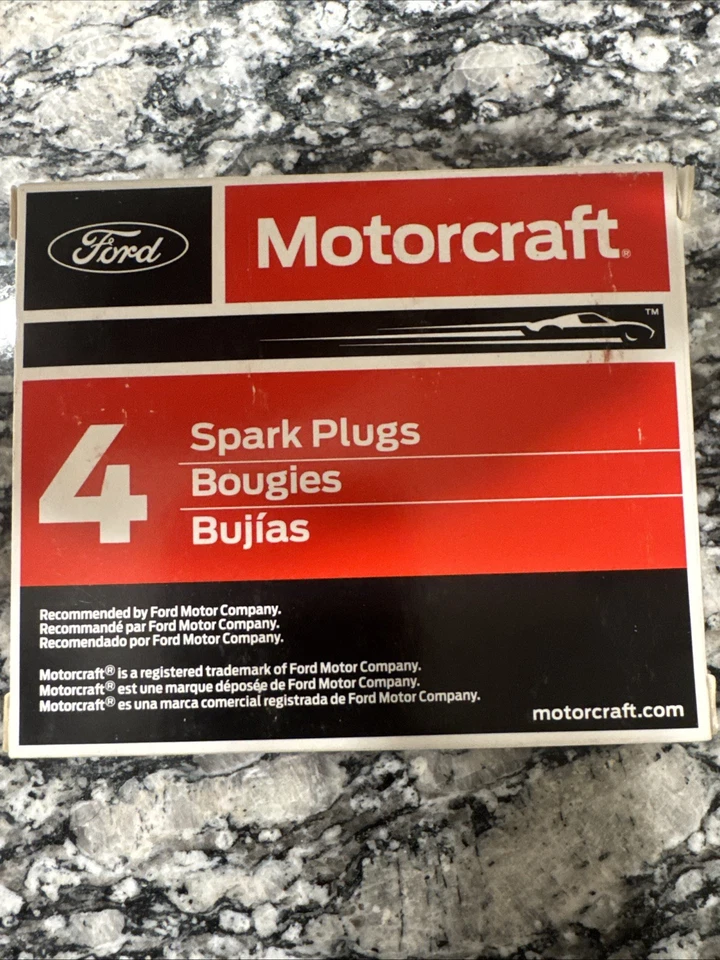 Ford
Motorcraft®
™
4
Spark Plugs
Bougies
Bujías
Recommended by Ford Motor Company.
Recommandé par Ford Motor Company.
Recomendado por Ford Motor Company.
Motorcraft® is a registered trademark of Ford Motor Company.
Motorcraft® est une marque déposée de Ford Motor Company.
Motorcraft® es una marca comercial registrada de Ford Motor Company.
motorcraft.com